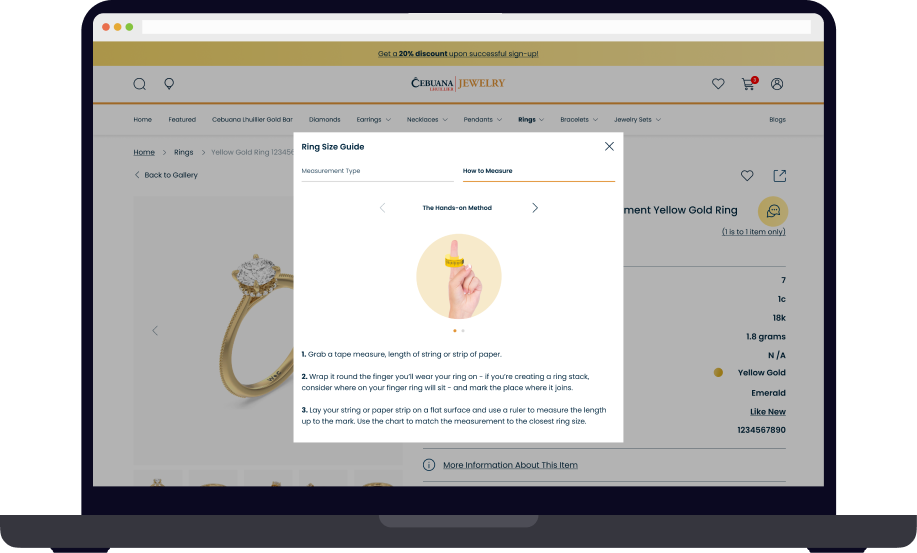 Get a 20% discount upon successful sign-up!
CEBUANA LHUILLIER JEWELRY
3
Home Featured Cebuana Lhuillier Gold Bar Diamonds Earrings Necklaces Pendants Rings Bracelets Jewelry Sets Blogs
Ring Size Guide
Home > Rings > Yellow Gold Ring 123456
Measurement Type How to Measure
Back to Gallery
The Hands-on Method
ment Yellow Gold Ring
(1 is to 1 item only)
7
1c
18k
1.8 grams
N /A
Yellow Gold
Emerald
Like New
1234567890
1. Grab a tape measure, length of string or strip of paper.
2. Wrap it round the finger you'll wear your ring on - if you're creating a ring stack,
consider where on your finger ring will sit - and mark the place where it joins.
3. Lay your string or paper strip on a flat surface and use a ruler to measure the length
up to the mark. Use the chart to match the measurement to the closest ring size.
More Information About This Item